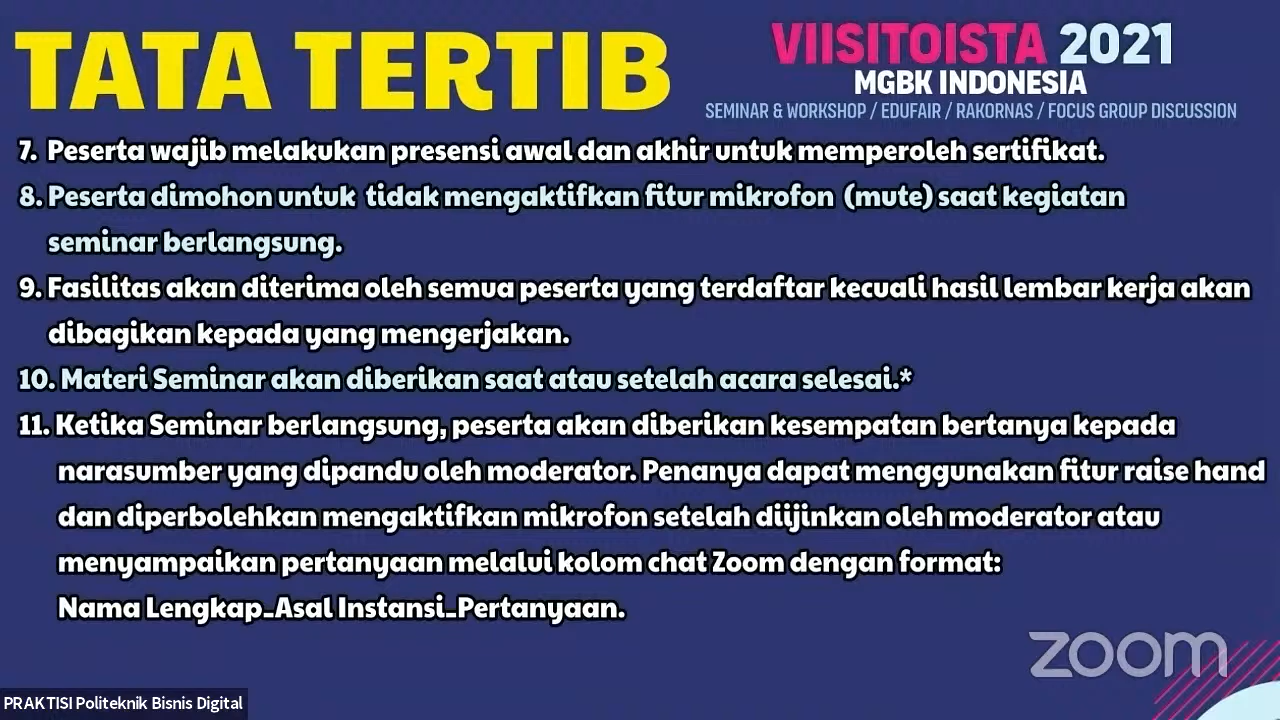 TATA TERTIB
VIISITOISTA 2021
MGBK INDONESIA
SEMINAR & WORKSHOP / EDUFAIR / RAKORNAS / FOCUS GROUP DISCUSSION
7. Peserta wajib melakukan presensi awal dan akhir untuk memperoleh sertifikat.
8. Peserta dimohon untuk tidak mengaktifkan fitur mikrofon (mute) saat kegiatan
seminar berlangsung.
9. Fasilitas akan diterima oleh semua peserta yang terdaftar kecuali hasil lembar kerja akan
dibagikan kepada yang mengerjakan.
10. Materi Seminar akan diberikan saat atau setelah acara selesai.*
11. Ketika Seminar berlangsung, peserta akan diberikan kesempatan bertanya kepada
narasumber yang dipandu oleh moderator. Penanya dapat menggunakan fitur raise hand
dan diperbolehkan mengaktifkan mikrofon setelah diijinkan oleh moderator atau
menyampaikan pertanyaan melalui kolom chat Zoom dengan format:
Nama Lengkap_Asal Instansi_Pertanyaan.
zoom
PRAKTISI Politeknik Bisnis Digital